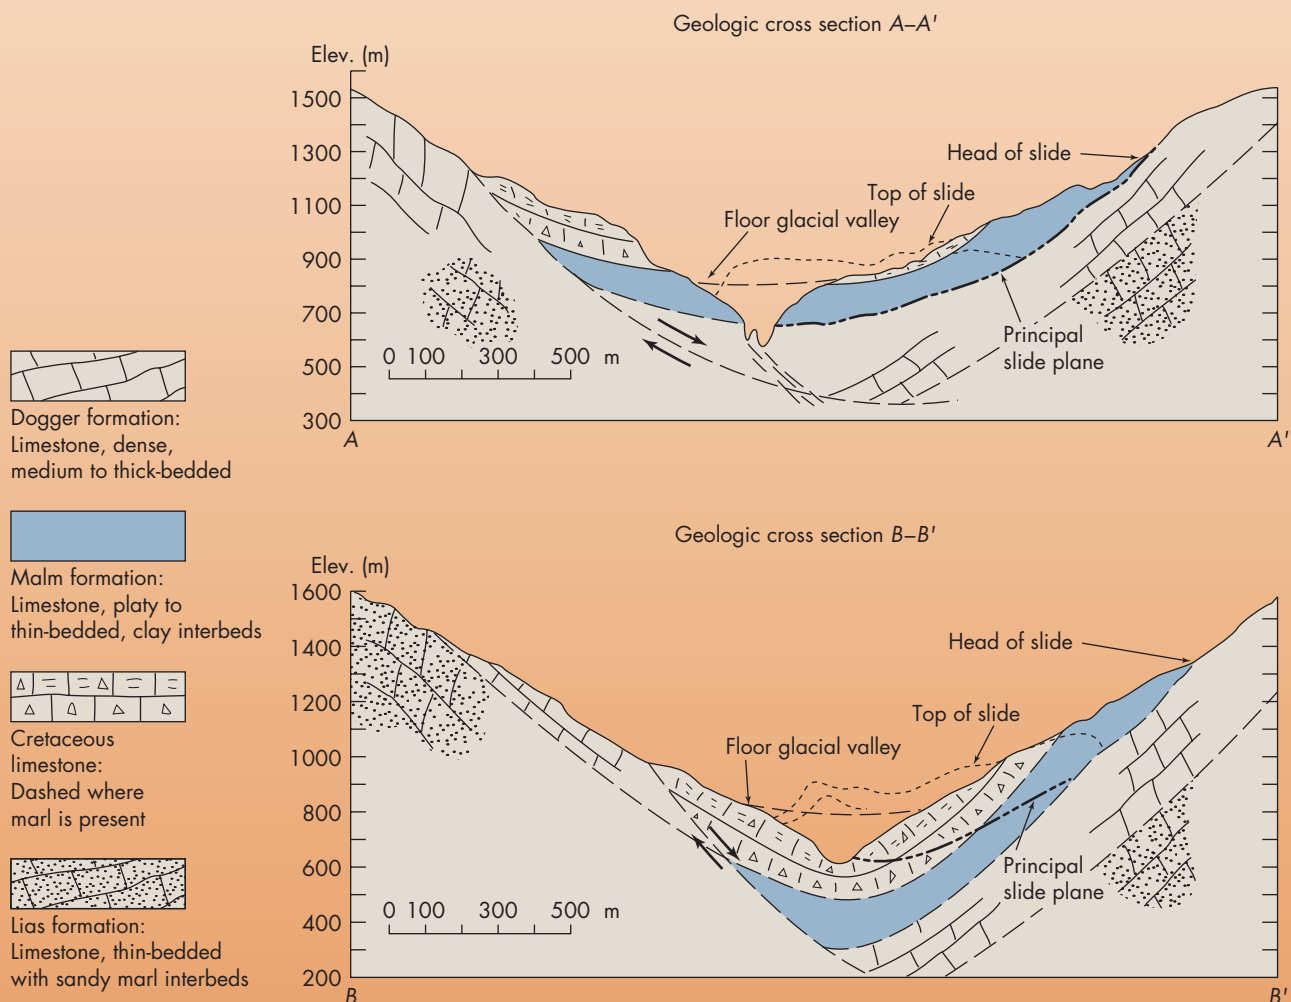 Geologic cross section A–A'
Elev. (m)
1500
1300
1100
900
700
500
300
Head of slide
Top of slide
Floor glacial valley
Principal
slide plane
0 100 300 500 m
A A'
Dogger formation:
Limestone, dense,
medium to thick-bedded
Malm formation:
Limestone, platy to
thin-bedded, clay interbeds
Cretaceous
limestone:
Dashed where
marl is present
Lias formation:
Limestone, thin-bedded
with sandy marl interbeds
Geologic cross section B–B'
Elev. (m)
1600
1400
1200
1000
800
600
400
200
Head of slide
Top of slide
Floor glacial valley
Principal
slide plane
0 100 300 500 m
B B'